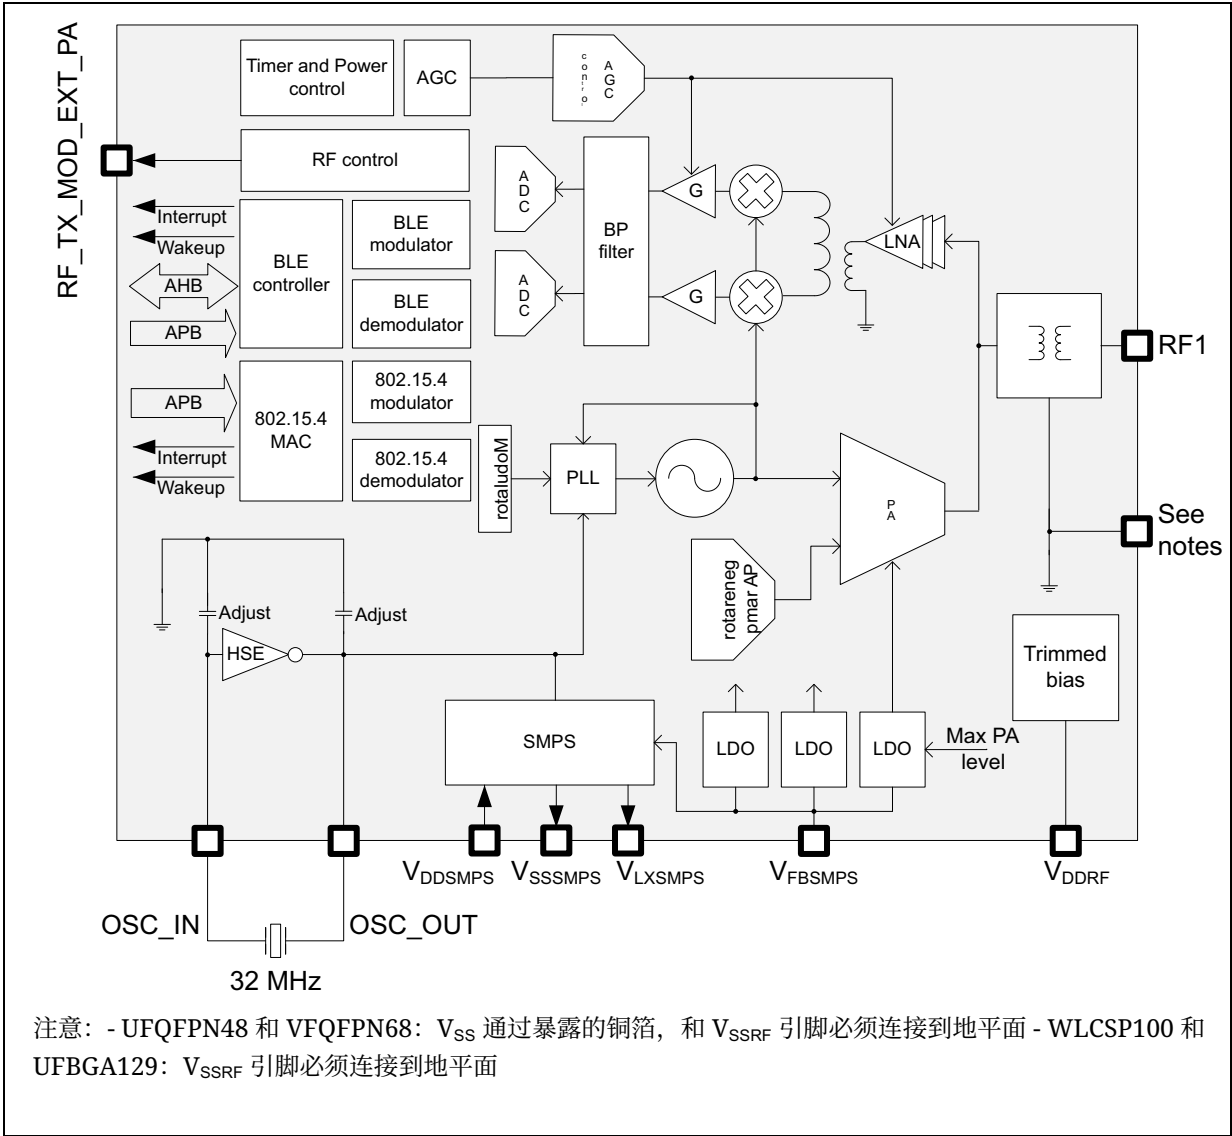 RF_TX_MOD_EXT_PA
Timer and Power
control
AGC
control
AGC
RF control
Interrupt
Wakeup
AHB
APB
BLE
controller
BLE
modulator
BLE
demodulator
ADC
ADC
BP
filter
G
G
LNA
RF1
APB
Interrupt
Wakeup
802.15.4
MAC
802.15.4
modulator
802.15.4
demodulator
rotaludoM
PLL
PA
See
notes
rotareneg
pmar AP
Adjust
Adjust
HSE
Trimmed
bias
SMPS
LDO
LDO
LDO
Max PA
level
VDDSMPS
VSSSMPS
VLXSMPS
VFBSMPS
VDDRF
OSC_IN
OSC_OUT
32 MHz
注意：- UFQFPN48 和 VFQFPN68：VSS 通过暴露的铜箔，和 VSSRF 引脚必须连接到地平面 - WLCSP100 和
UFBGA129：VSSRF 引脚必须连接到地平面